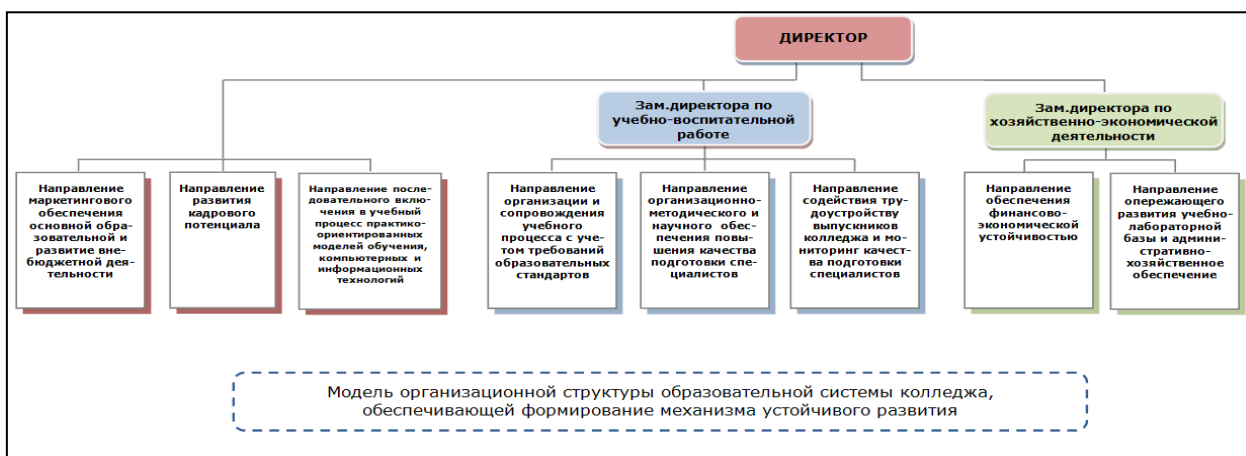 ДИРЕКТОР
Зам.директора по
учебно-воспитательной
работе
Зам.директора по
хозяйственно-экономической
деятельности
Направление
маркетингового
обеспечения
основной обра-
зовательной и
развитие вне-
бюджетной дея-
тельности
Направление
развития
кадрового
потенциала
Направление после-
довательного вклю-
чения в учебный
процесс практико-
ориентированных
моделей обучения,
компьютерных и
информационных
технологий
Направление
организации и
сопровождения
учебного
процесса с уче-
том требований
образовательных
стандартов
Направление
организационно-
методического и
научного обес-
печения повы-
шения качества
подготовки спе-
циалистов
Направление
содействия тру-
доустройству
выпускников
колледжа и мо-
ниторинг качест-
ва подготовки
специалистов
Направление
обеспечения
финансово-
экономической
устойчивостью
Направление
опережающего
развития учебно-
лабораторной
базы и админи-
стративно-
хозяйственное
обеспечение
Модель организационной структуры образовательной системы колледжа,
обеспечивающей формирование механизма устойчивого развития